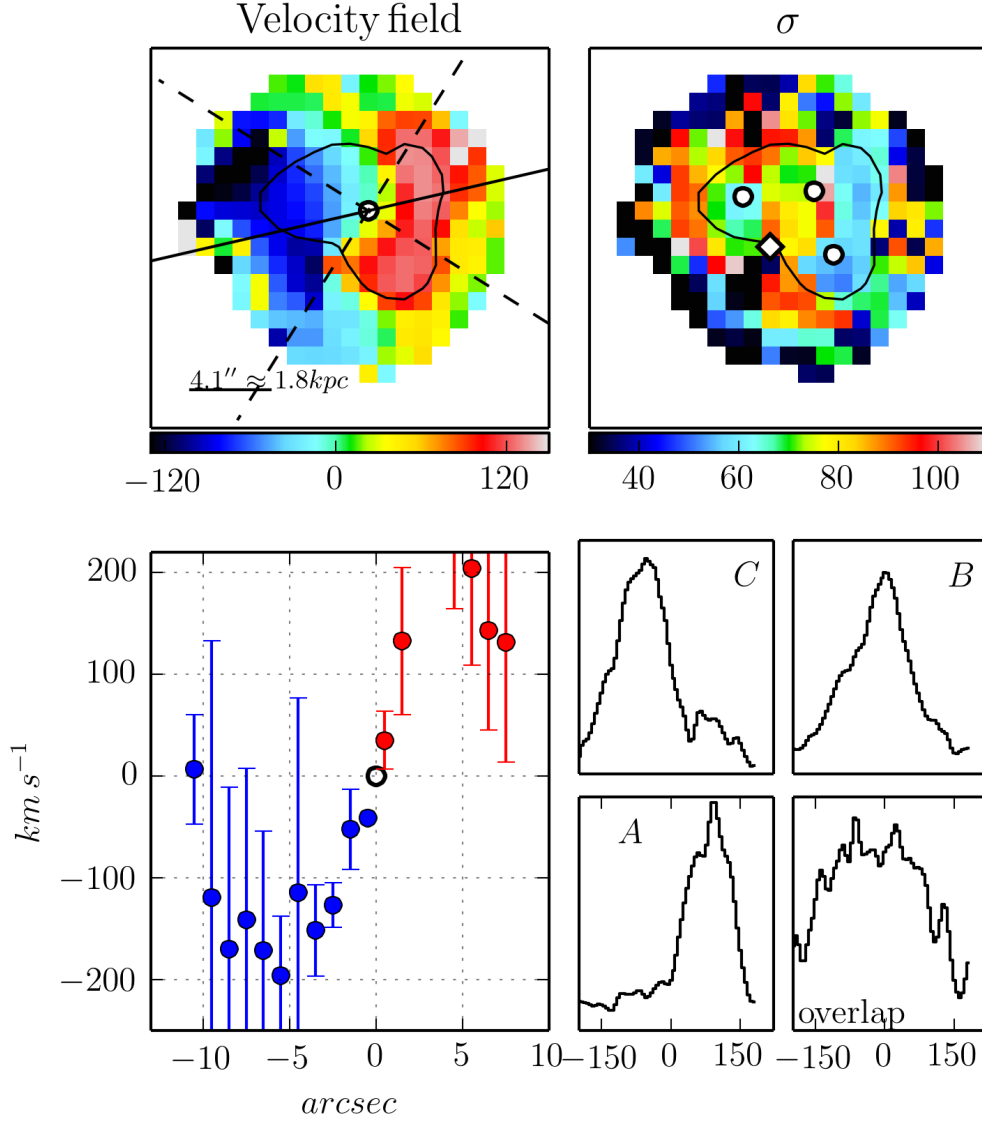 Velocity field
σ
4.1″ ≈ 1.8kpc
−120 0 120
40 60 80 100
200
100
0
−100
−200
km s⁻¹
−10 −5 0 5 10
arcsec
C
B
A
overlap
−150 0 150
−150 0 150